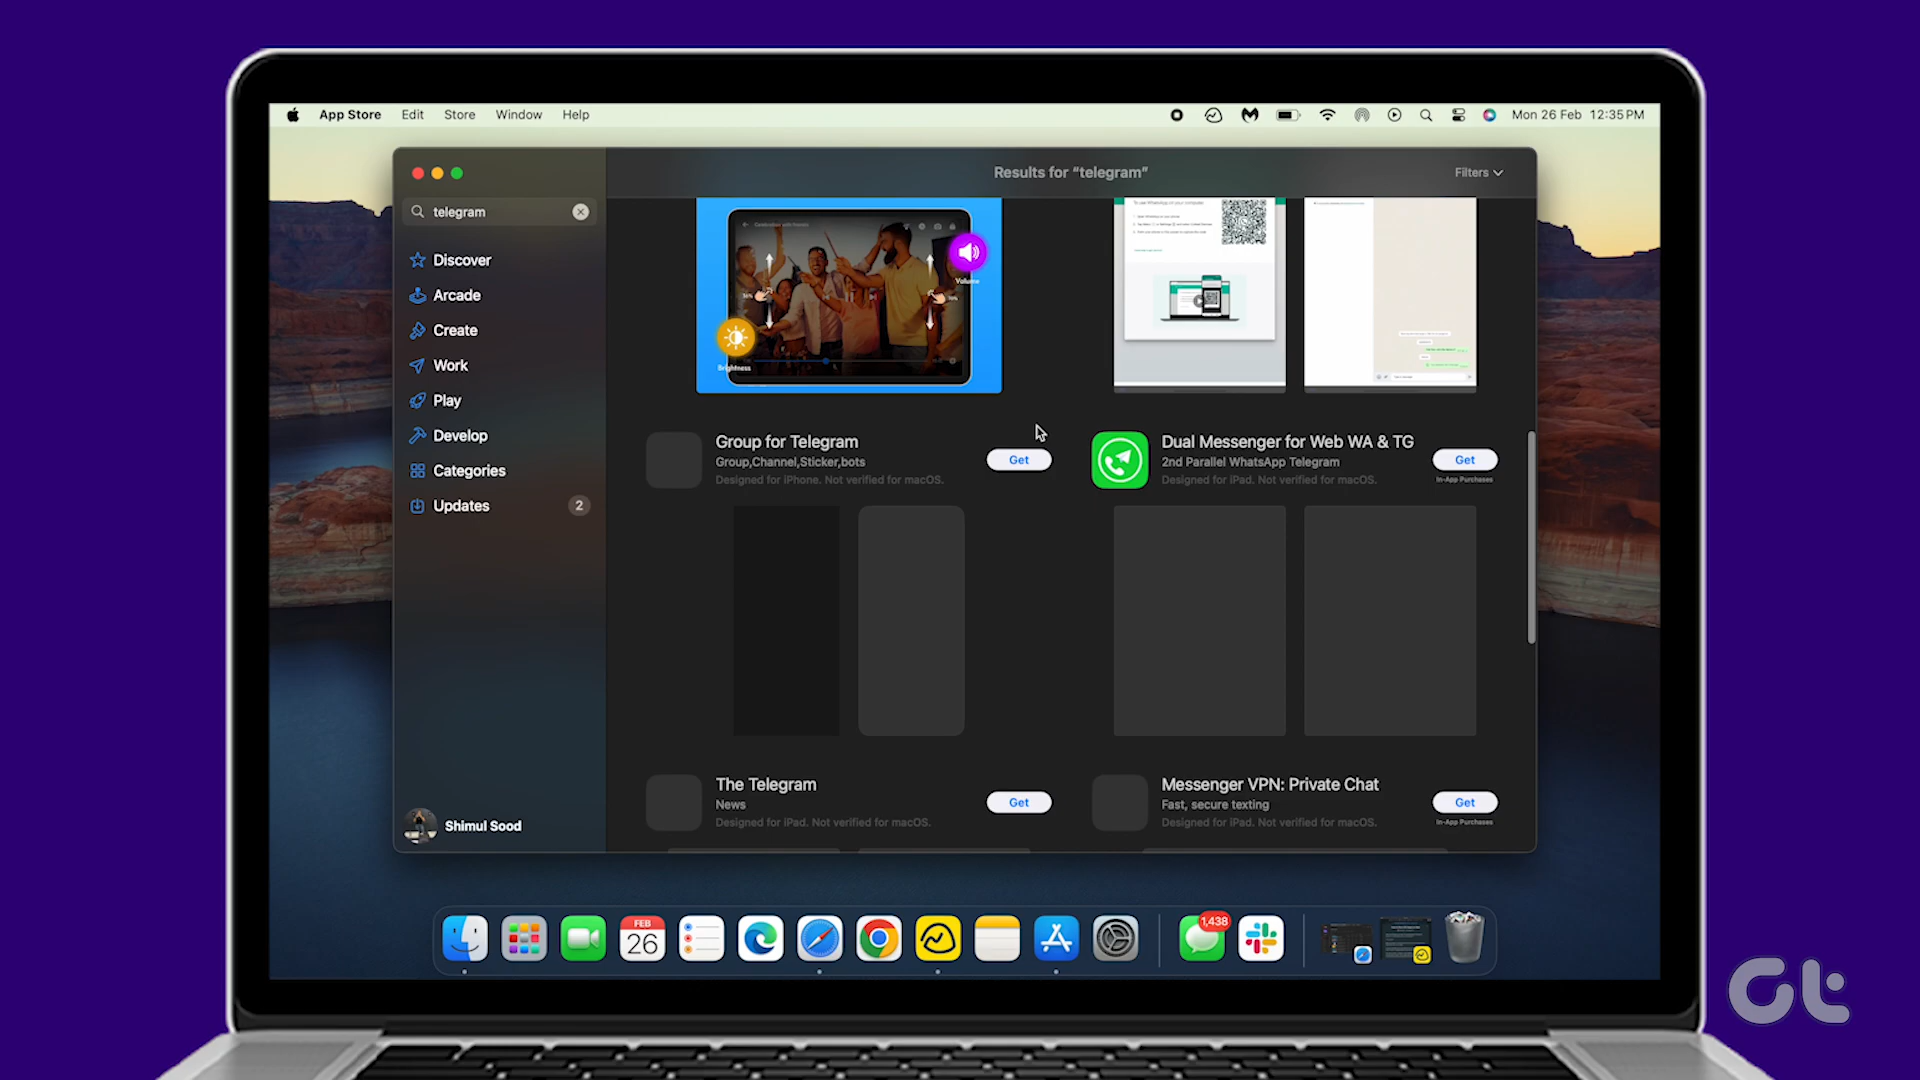 App Store Edit Store Window Help
Mon 26 Feb 12:35 PM
Results for “telegram”
Filters
telegram
Discover
Arcade
Create
Work
Play
Develop
Categories
Updates 2
Shimul Sood
Volume
Brightness
Group for Telegram
Group,Channel,Sticker,bots
Designed for iPhone. Not verified for macOS.
Get
Dual Messenger for Web WA & TG
2nd Parallel WhatsApp Telegram
Designed for iPad. Not verified for macOS.
Get
In-App Purchases
The Telegram
News
Designed for iPad. Not verified for macOS.
Get
Messenger VPN: Private Chat
Fast, secure texting
Designed for iPad. Not verified for macOS.
Get
In-App Purchases
FEB
26
1,438
Gt